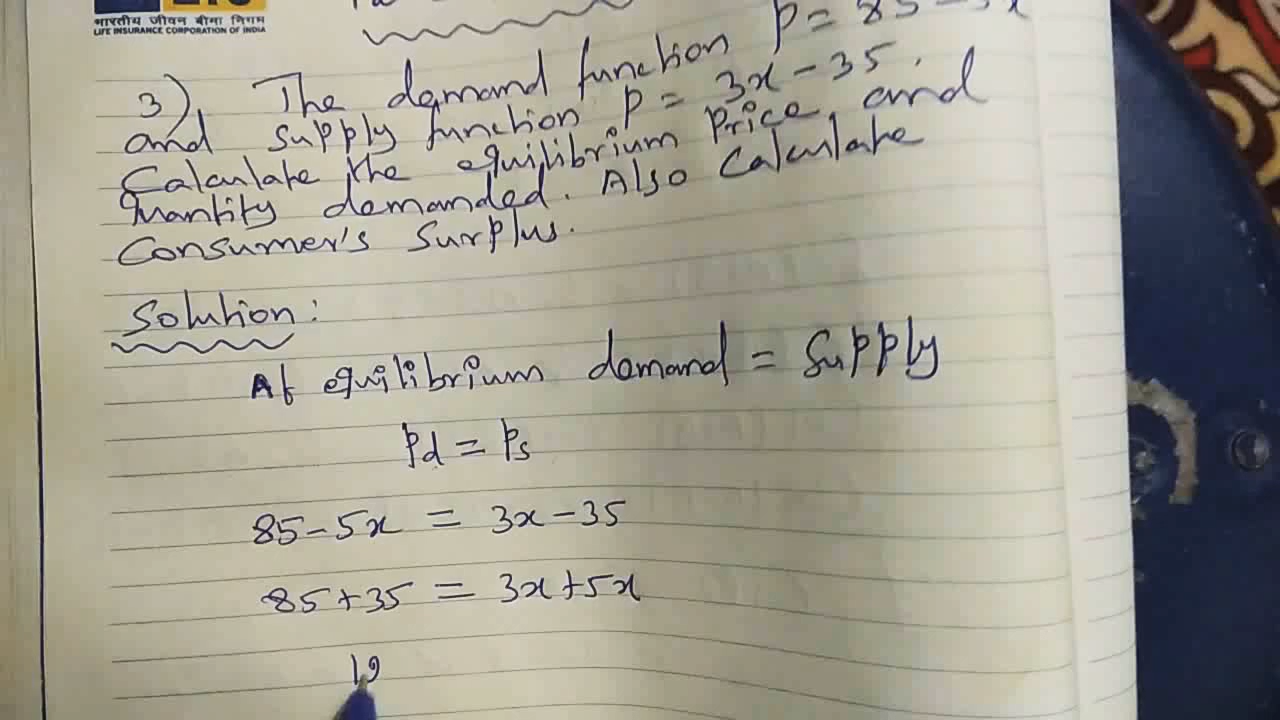 भारतीय जीवन बीमा निगम
LIFE INSURANCE CORPORATION OF INDIA
3). The demand function p = 85 - 5x
and supply function p = 3x - 35.
Calculate the equilibrium price and
quantity demanded. Also Calculate
Consumer's Surplus.
Solution:
At equilibrium demand = Supply
Pd = Ps
85 - 5x = 3x - 35
85 + 35 = 3x + 5x